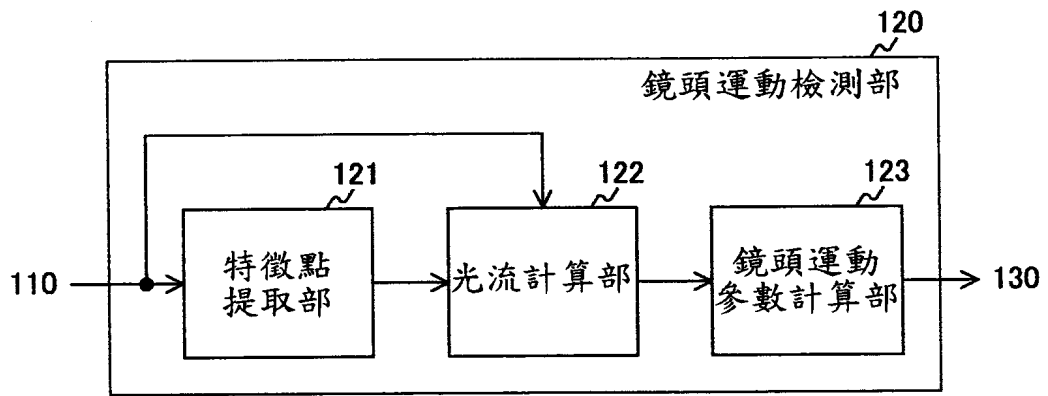 120
鏡頭運動檢測部
121
122
123
110
特徵點
提取部
光流計算部
鏡頭運動
參數計算部
130